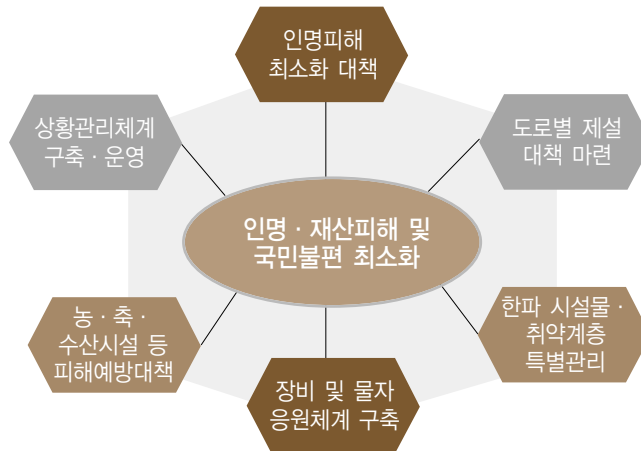 인명피해
최소화 대책
상황관리체계
구축 · 운영
도로별 제설
대책 마련
인명 · 재산피해 및
국민불편 최소화
농 · 축 ·
수산시설 등
피해예방대책
한파 시설물 ·
취약계층
특별관리
장비 및 물자
응원체계 구축